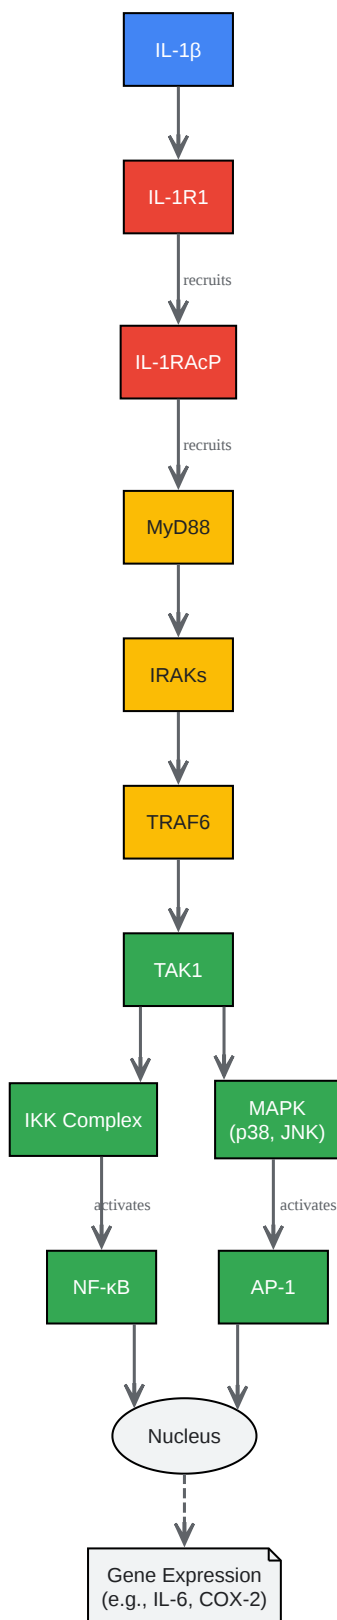 IL-1β
IL-1R1
recruits
IL-1RAcP
recruits
MyD88
IRAKs
TRAF6
TAK1
IKK Complex
MAPK
(p38, JNK)
activates
activates
NF-κB
AP-1
Nucleus
Gene Expression
(e.g., IL-6, COX-2)